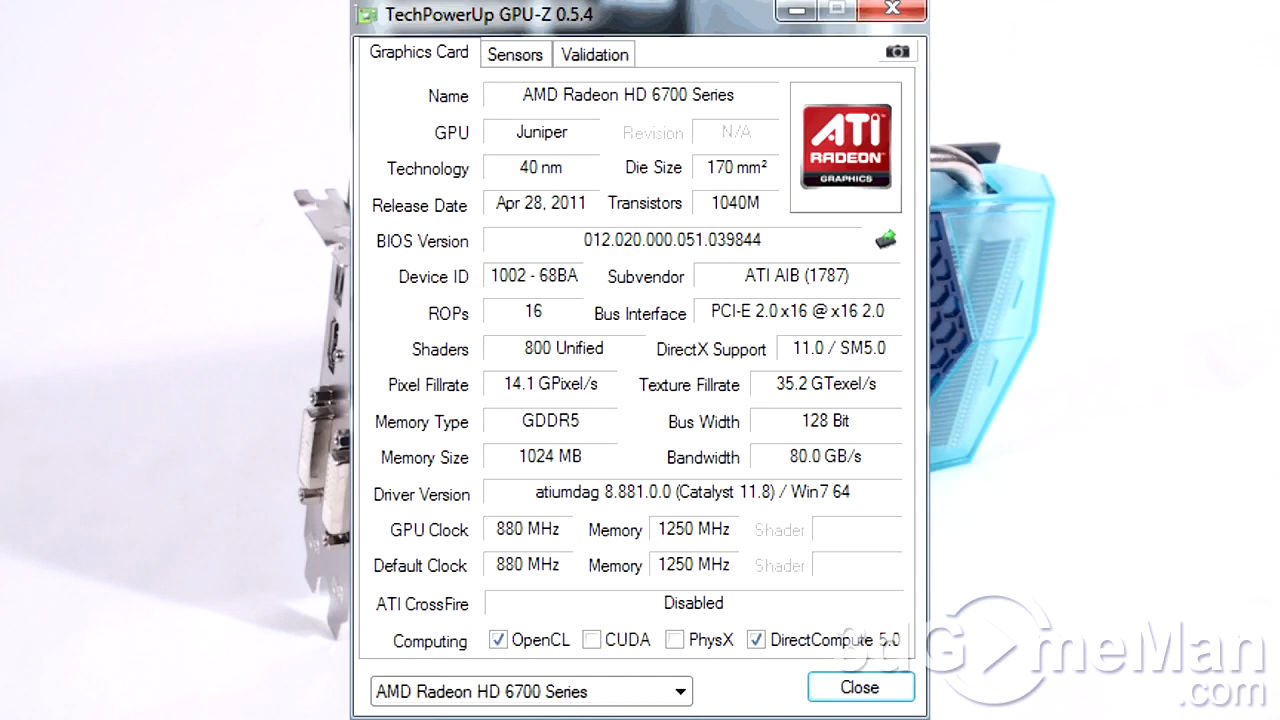 TechPowerUp GPU-Z 0.5.4
Graphics Card Sensors Validation
Name AMD Radeon HD 6700 Series
GPU Juniper Revision N/A
Technology 40 nm Die Size 170 mm²
Release Date Apr 28, 2011 Transistors 1040M
ATI
RADEON
GRAPHICS
BIOS Version 012.020.000.051.039844
Device ID 1002 - 68BA Subvendor ATI AIB (1787)
ROPs 16 Bus Interface PCI-E 2.0 x16 @ x16 2.0
Shaders 800 Unified DirectX Support 11.0 / SM5.0
Pixel Fillrate 14.1 GPixel/s Texture Fillrate 35.2 GTexel/s
Memory Type GDDR5 Bus Width 128 Bit
Memory Size 1024 MB Bandwidth 80.0 GB/s
Driver Version atiumdag 8.881.0.0 (Catalyst 11.8) / Win7 64
GPU Clock 880 MHz Memory 1250 MHz Shader
Default Clock 880 MHz Memory 1250 MHz Shader
ATI CrossFire Disabled
Computing OpenCL CUDA PhysX DirectCompute 5.0
AMD Radeon HD 6700 Series Close
3dGameMan
.com